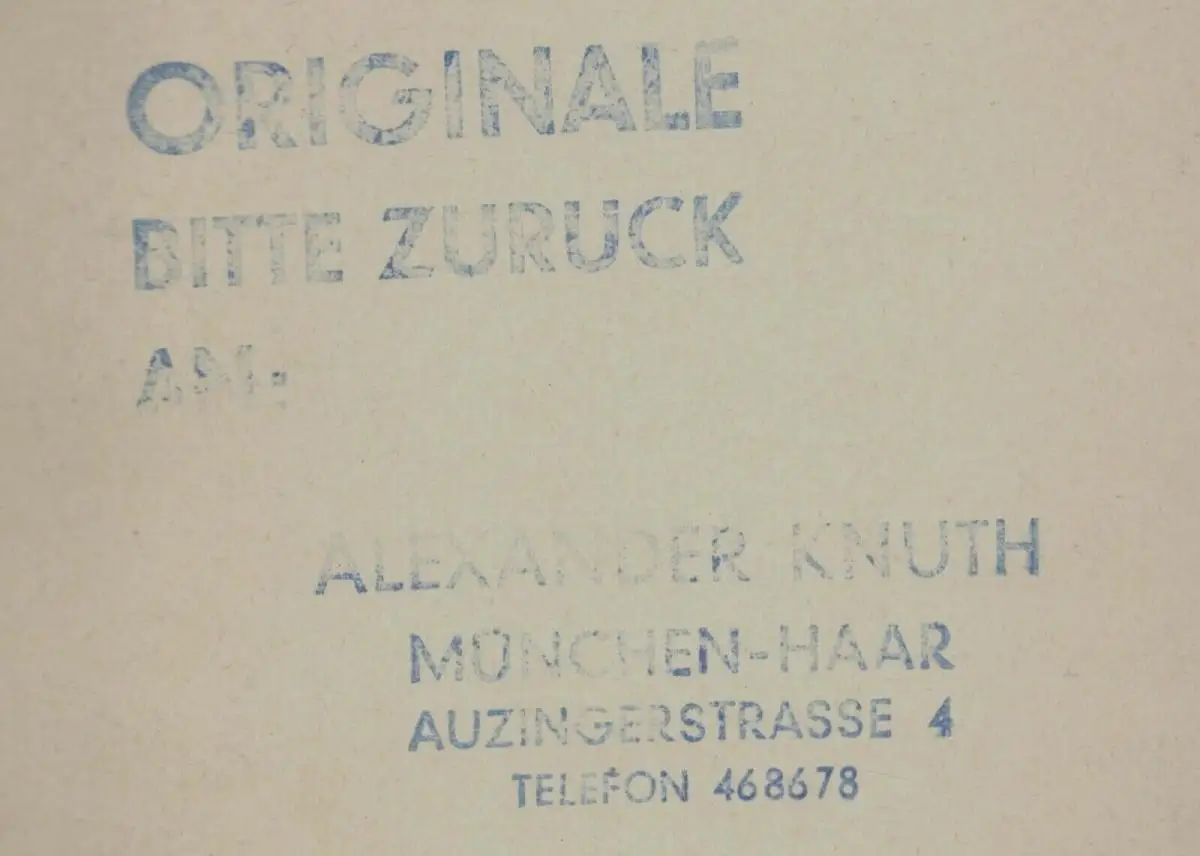 ORIGINALE
BITTE ZURUCK
AN:
ALEXANDER KNUTH
MÜNCHEN-HAAR
AUZINGERSTRASSE 4
TELEFON 468678